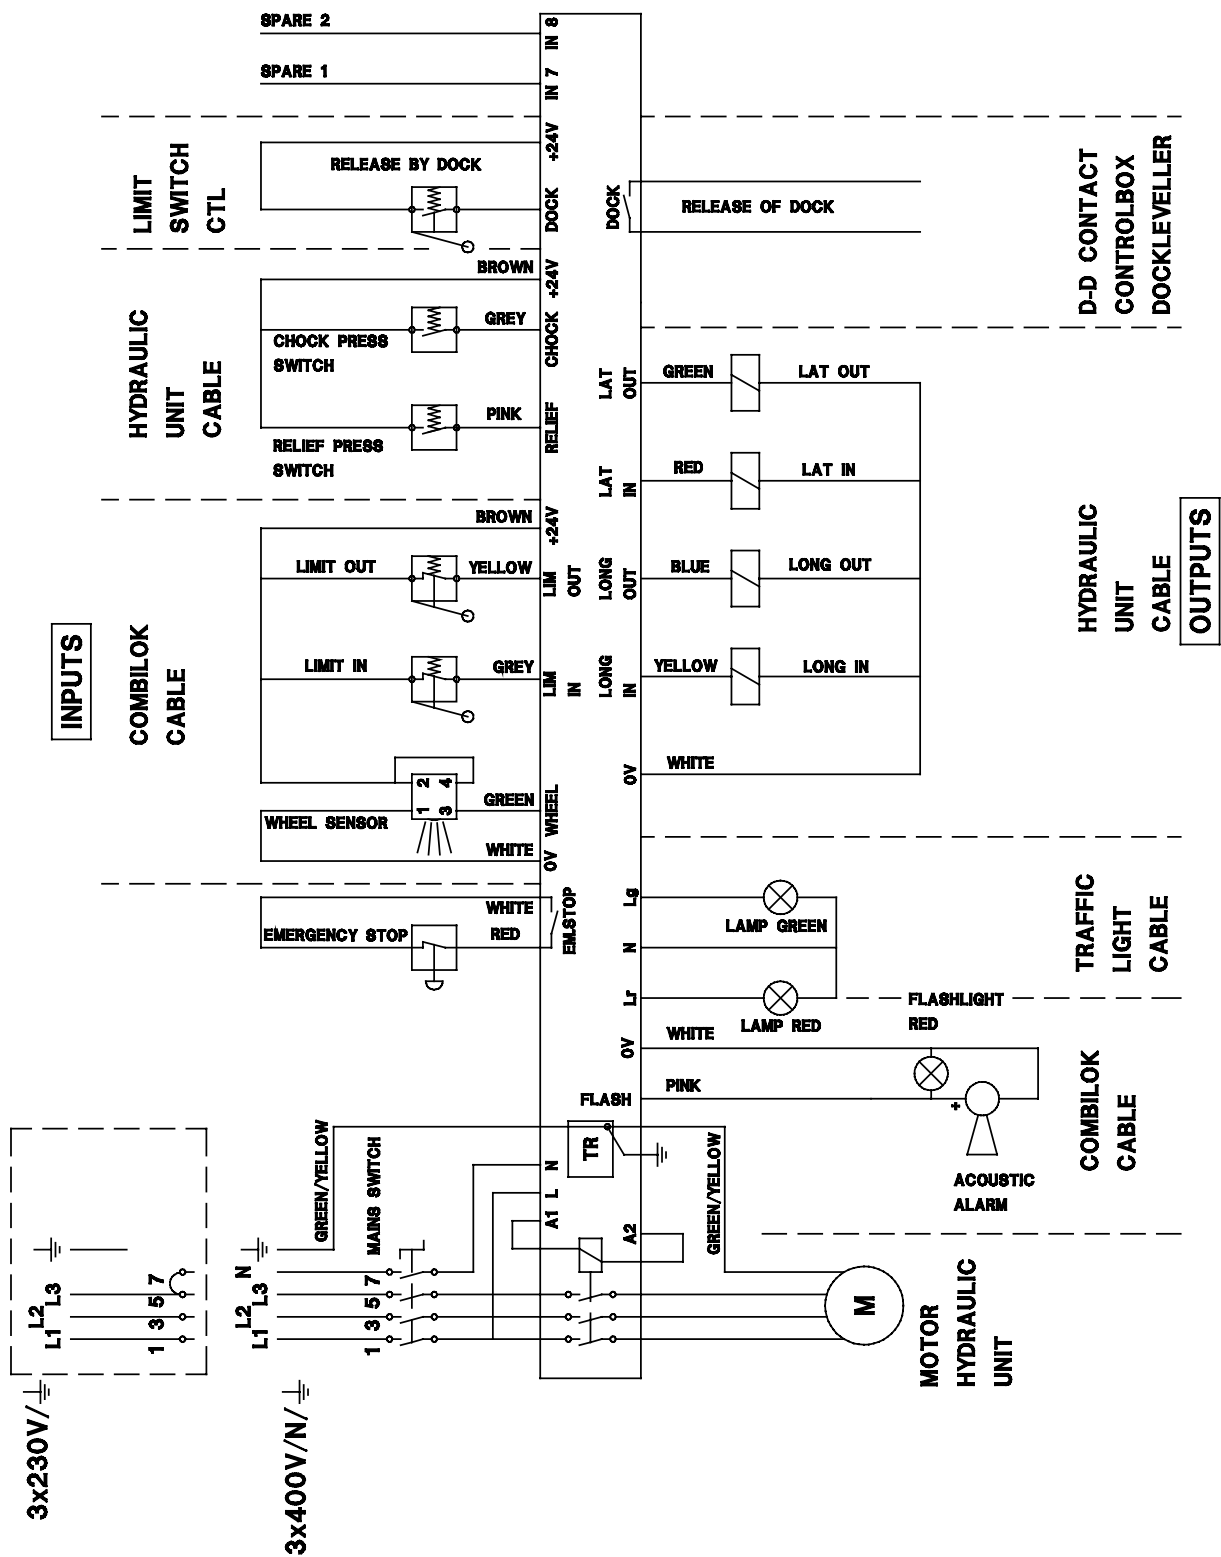 SPARE 2
IN 8
SPARE 1
IN 7
LIMIT
SWITCH
CTL
+24V
RELEASE BY DOCK
DOCK
DOCK
RELEASE OF DOCK
D-D CONTACT
CONTROLBOX
DOCKLEVELLER
HYDRAULIC
UNIT
CABLE
BROWN
+24V
GREY
CHOCK
CHOCK PRESS
SWITCH
PINK
RELIEF
RELIEF PRESS
SWITCH
LAT
OUT
GREEN
LAT OUT
LAT
IN
RED
LAT IN
INPUTS
COMBILOK
CABLE
BROWN
+24V
LIMIT OUT
YELLOW
LIM
OUT
LIMIT IN
GREY
LIM
IN
LONG
OUT
BLUE
LONG OUT
LONG
IN
YELLOW
LONG IN
0V
WHITE
HYDRAULIC
UNIT
CABLE
OUTPUTS
2 4
1 3
GREEN
WHEEL
WHEEL SENSOR
WHITE
0V
WHITE
EMERGENCY STOP
RED
EM.STOP
Lg
LAMP GREEN
N
Lr
LAMP RED
TRAFFIC
LIGHT
CABLE
FLASHLIGHT
RED
0V
WHITE
FLASH
PINK
+
ACOUSTIC
ALARM
COMBILOK
CABLE
GREEN/YELLOW
MAINS SWITCH
N
L
A1
TR
A2
GREEN/YELLOW
L1
L2
L3
1 3 5 7
L1
L2
L3
N
1 3 5 7
M
MOTOR
HYDRAULIC
UNIT
3x230V/
3x400V/N/